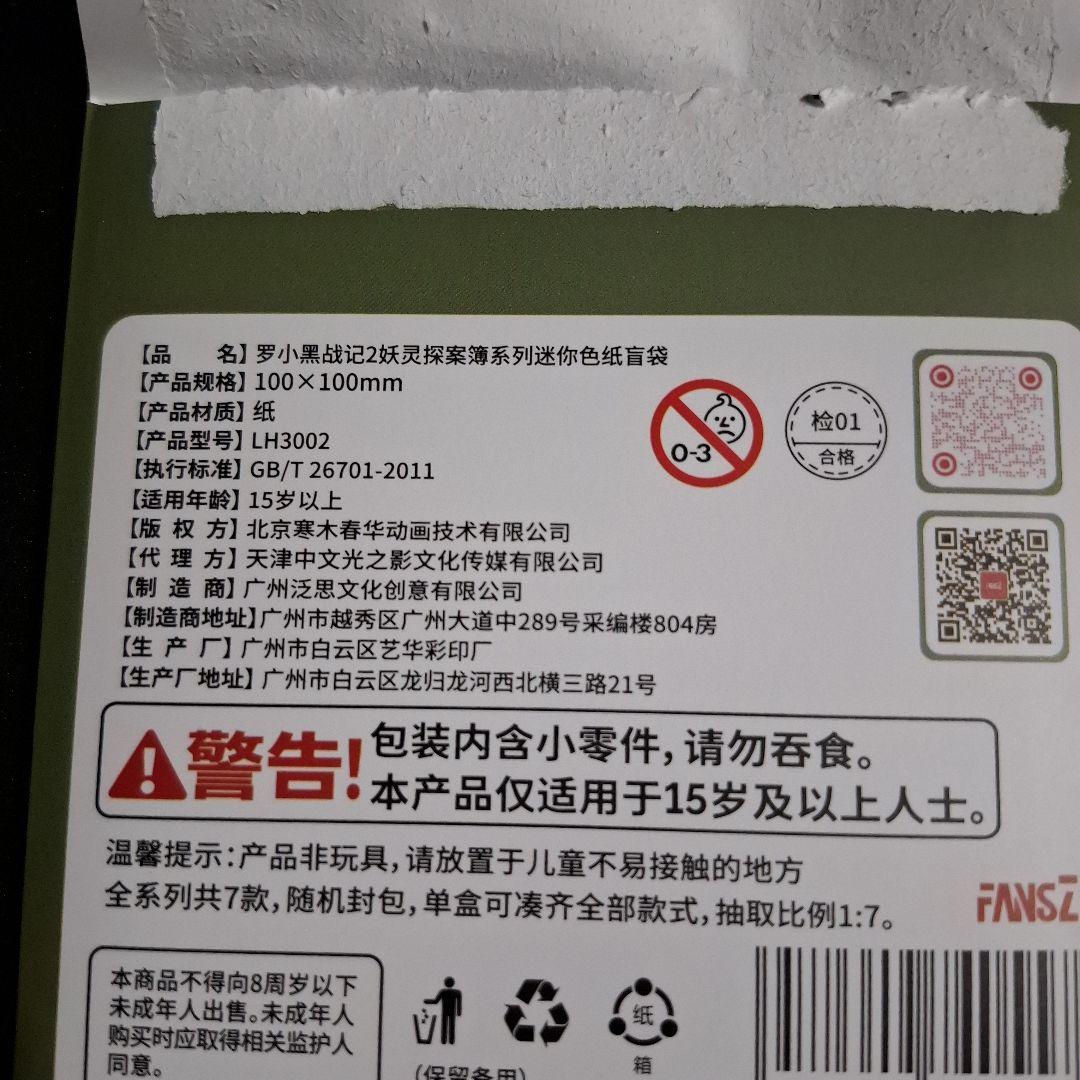 【品 名】罗小黑战记2妖灵探案簿系列迷你色纸盲袋
【产品规格】100×100mm
【产品材质】纸
【产品型号】LH3002
【执行标准】GB/T 26701-2011
【适用年龄】15岁以上
【版 权 方】北京寒木春华动画技术有限公司
【代 理 方】天津中文光之影文化传媒有限公司
【制 造 商】广州泛思文化创意有限公司
【制造商地址】广州市越秀区广州大道中289号采编楼804房
【生 产 厂】广州市白云区艺华彩印厂
【生产厂地址】广州市白云区龙归龙河西北横三路21号
0-3
检01
合格
警告!
包装内含小零件,请勿吞食。
本产品仅适用于15岁及以上人士。
温馨提示:产品非玩具,请放置于儿童不易接触的地方
全系列共7款,随机封包,单盒可凑齐全部款式,抽取比例1:7。
FANSZ
本商品不得向8周岁以下
未成年人出售。未成年人
购买时应取得相关监护人
同意。
纸
箱
(保留备用)